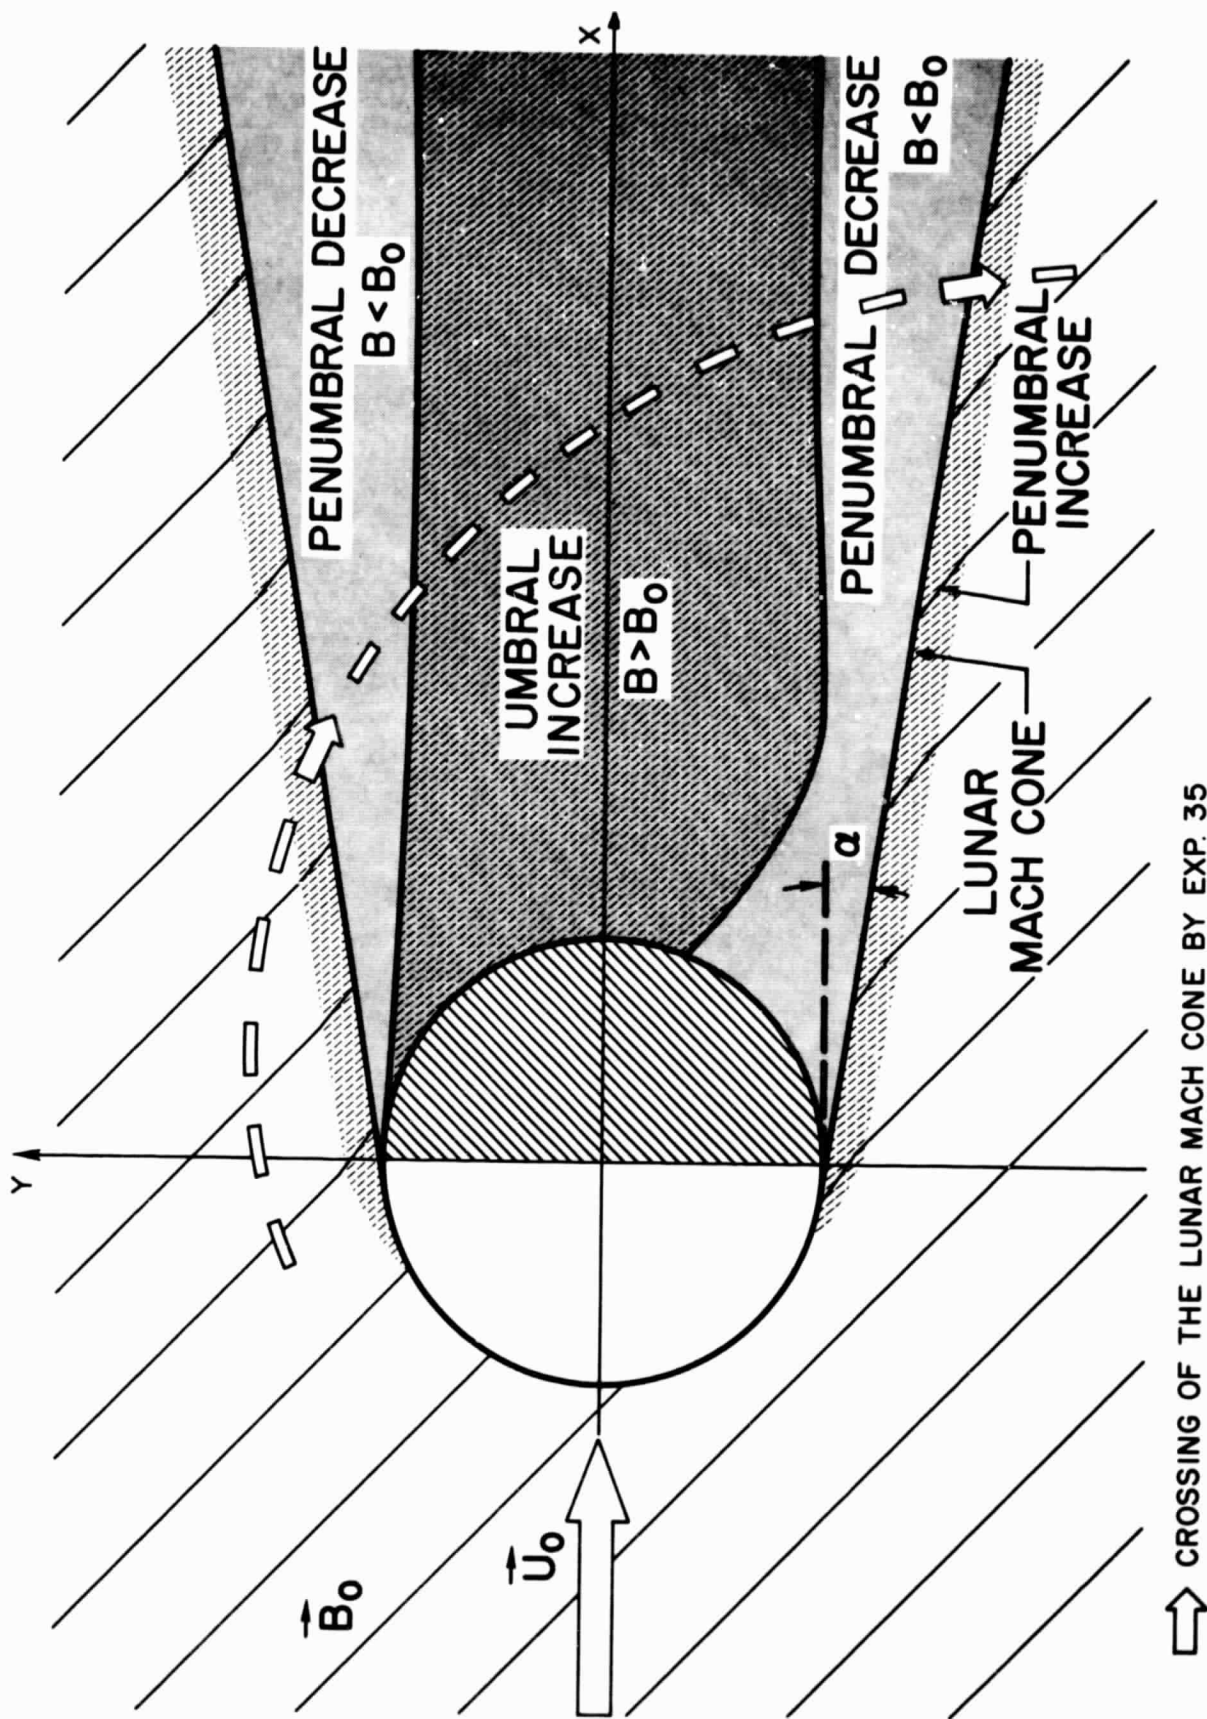 Y
X
PENUMBRAL DECREASE
B < B₀
UMBRAL
INCREASE
B>B₀
PENUMBRAL DECREASE
B<B₀
α
LUNAR
MACH CONE
PENUMBRAL
INCREASE
B₀
U₀
CROSSING OF THE LUNAR MACH CONE BY EXP. 35